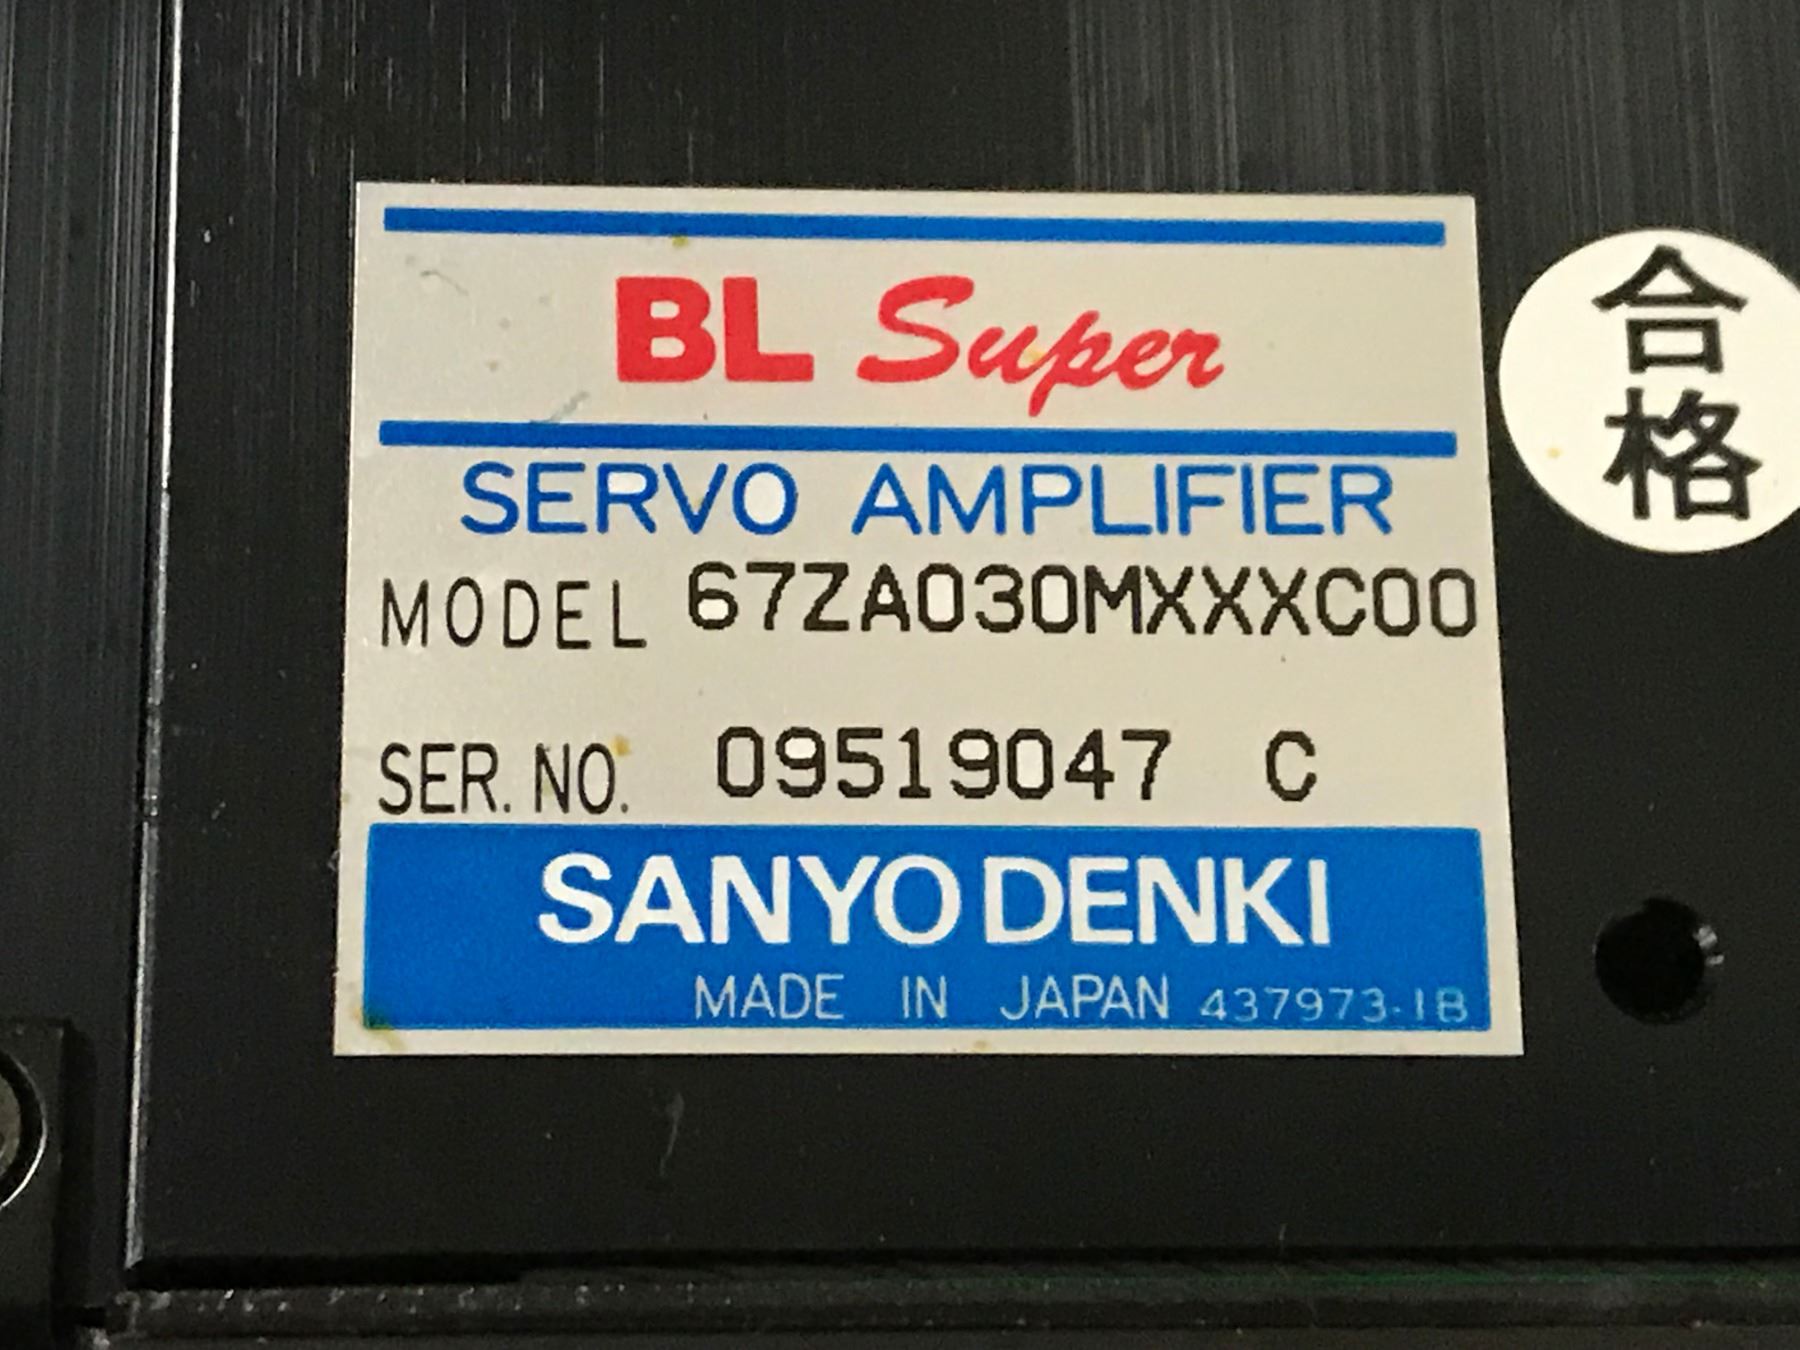 BL Super
SERVO AMPLIFIER
MODEL 67ZA030MXXXC00
SER. NO. 09519047 C
SANYO DENKI
MADE IN JAPAN 437973-1B
合格